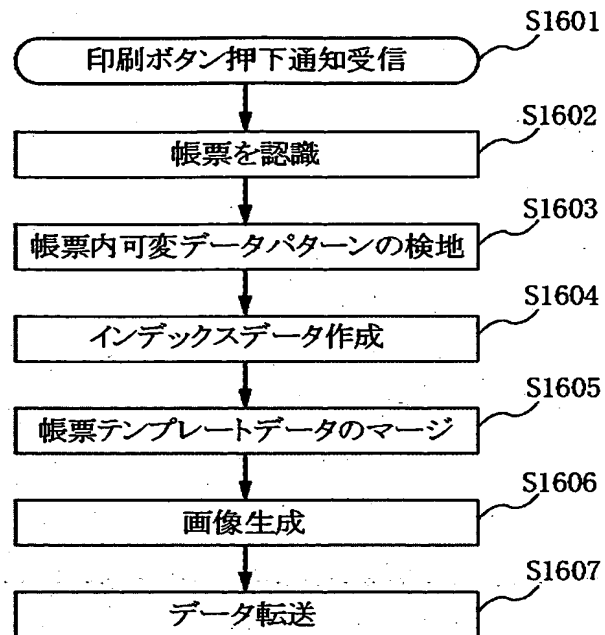 S1601
印刷ボタン押下通知受信
S1602
帳票を認識
S1603
帳票内可変データパターンの検地
S1604
インデックスデータ作成
S1605
帳票テンプレートデータのマージ
S1606
画像生成
S1607
データ転送